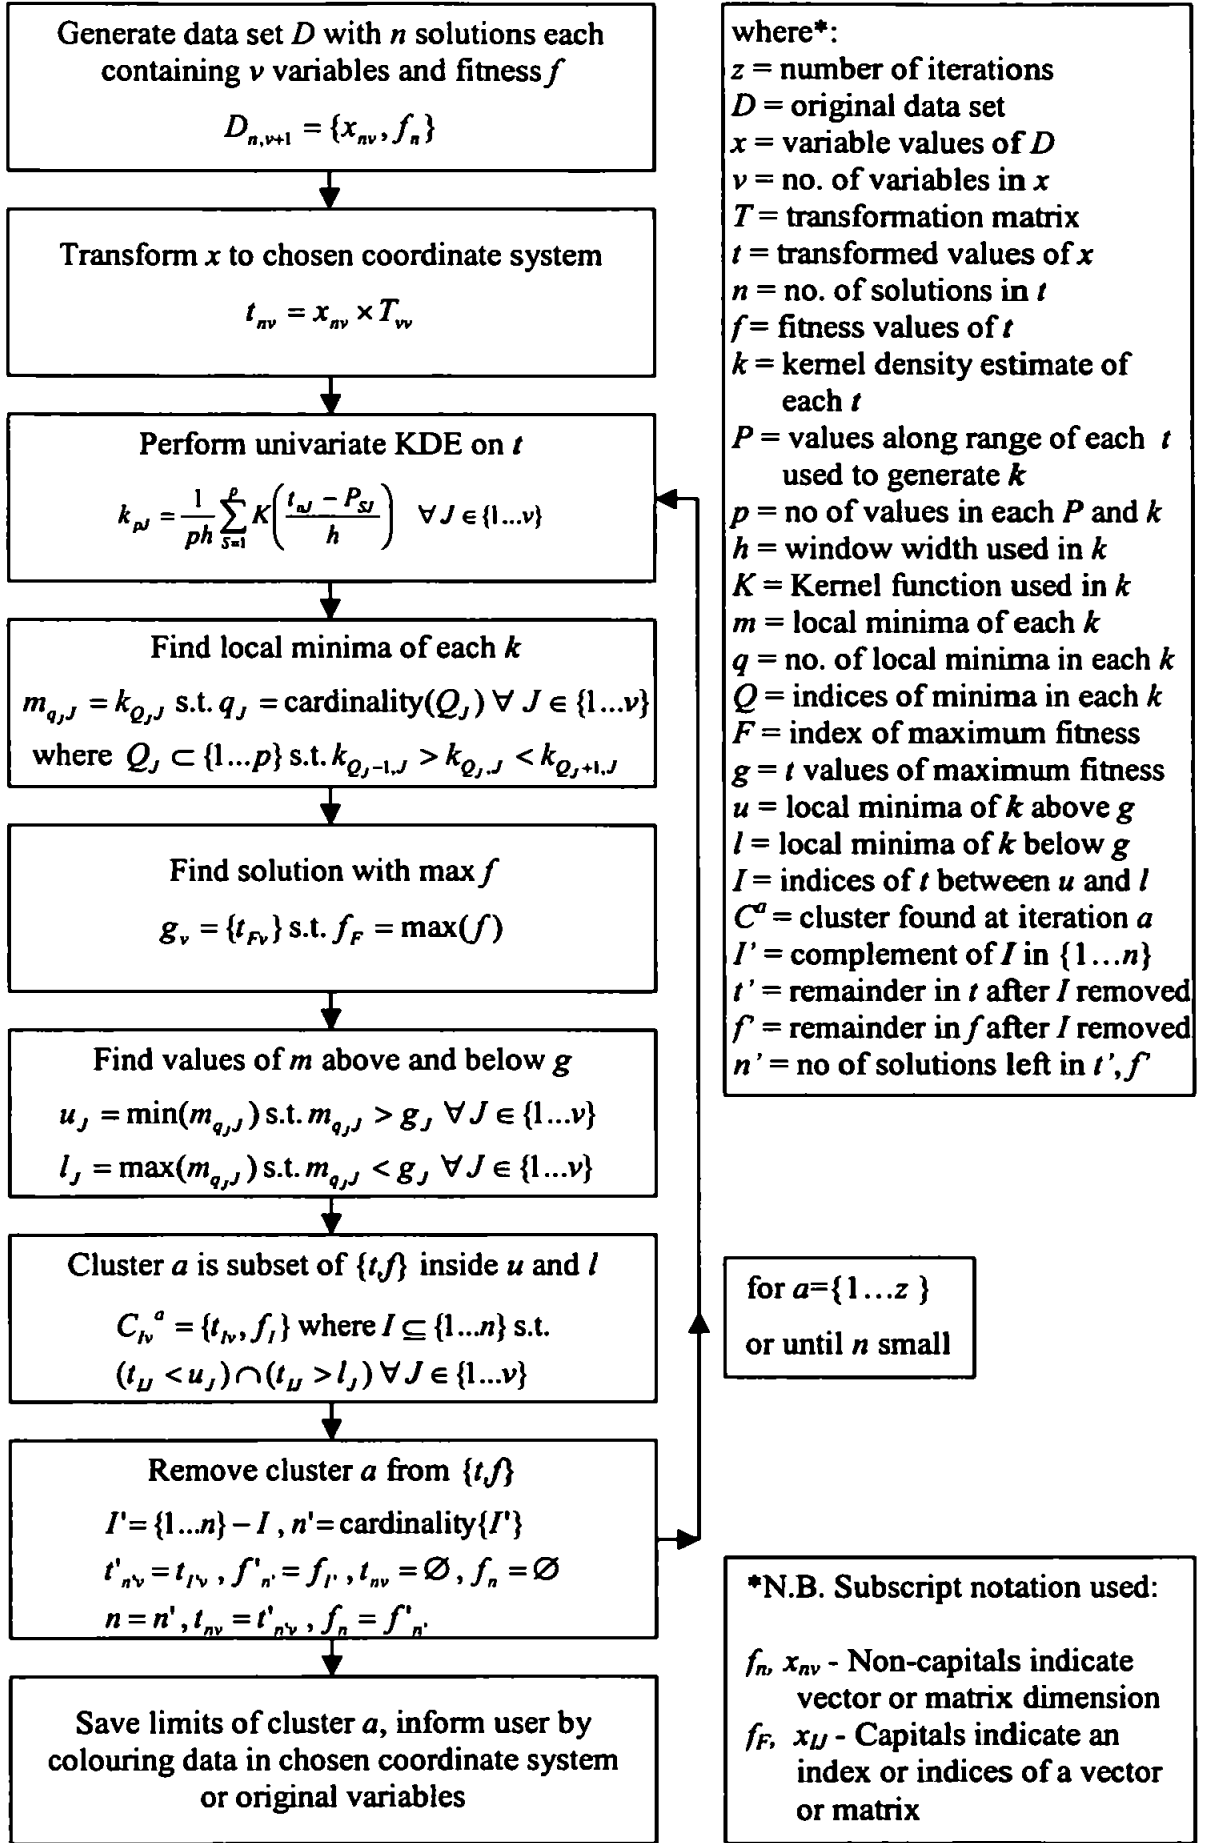 Generate data set D with n solutions each
containing v variables and fitness f
D_{n,v+1} = {x_{nv}, f_n}
Transform x to chosen coordinate system
t_{nv} = x_{nv} × T_{vv}
Perform univariate KDE on t
k_{pJ} = \frac{1}{ph} \sum_{S=1}^{p} K\left(\frac{t_{nJ} − P_{SJ}}{h}\right) ∀ J ∈ {1...v}
Find local minima of each k
m_{q_J J} = k_{Q_J J} s.t. q_J = cardinality(Q_J) ∀ J ∈ {1...v}
where Q_J ⊂ {1...p} s.t. k_{Q_J−1,J} > k_{Q_J,J} < k_{Q_J+1,J}
Find solution with max f
g_v = {t_{Fv}} s.t. f_F = max(f)
Find values of m above and below g
u_J = min(m_{q_J J}) s.t. m_{q_J J} > g_J ∀ J ∈ {1...v}
l_J = max(m_{q_J J}) s.t. m_{q_J J} < g_J ∀ J ∈ {1...v}
Cluster a is subset of {t,f} inside u and l
C_{Iv}^a = {t_{Iv}, f_I} where I ⊆ {1...n} s.t.
(t_{IJ} < u_J) ∩ (t_{IJ} > l_J) ∀ J ∈ {1...v}
Remove cluster a from {t,f}
I' = {1...n} − I , n' = cardinality{I'}
t'_{n'v} = t_{I'v} , f'_{n'} = f_{I'} , t_{nv} = ∅ , f_n = ∅
n = n' , t_{nv} = t'_{n'v} , f_n = f'_{n'}
Save limits of cluster a, inform user by
colouring data in chosen coordinate system
or original variables
where*:
z = number of iterations
D = original data set
x = variable values of D
v = no. of variables in x
T = transformation matrix
t = transformed values of x
n = no. of solutions in t
f = fitness values of t
k = kernel density estimate of
each t
P = values along range of each t
used to generate k
p = no of values in each P and k
h = window width used in k
K = Kernel function used in k
m = local minima of each k
q = no. of local minima in each k
Q = indices of minima in each k
F = index of maximum fitness
g = t values of maximum fitness
u = local minima of k above g
l = local minima of k below g
I = indices of t between u and l
C^a = cluster found at iteration a
I' = complement of I in {1...n}
t' = remainder in t after I removed
f' = remainder in f after I removed
n' = no of solutions left in t', f'
for a={1...z }
or until n small
*N.B. Subscript notation used:
f_n, x_{nv} - Non-capitals indicate
vector or matrix dimension
f_F, x_{IJ} - Capitals indicate an
index or indices of a vector
or matrix